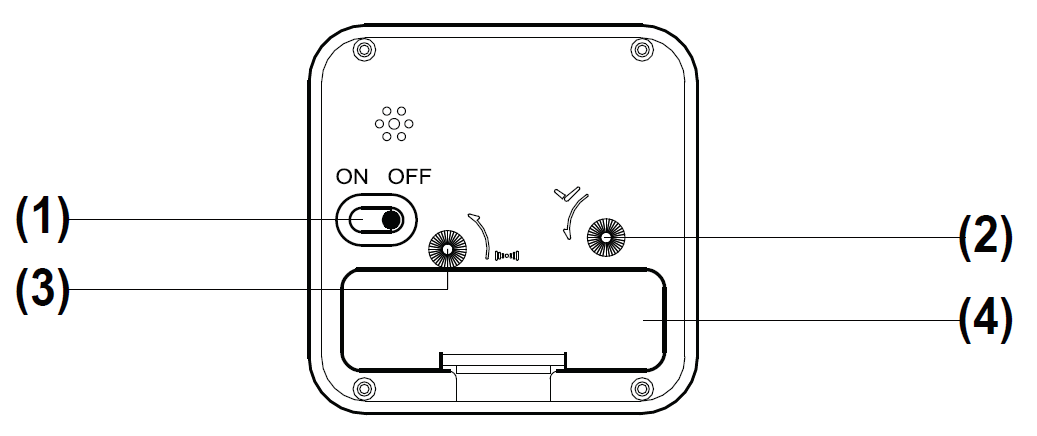 ON OFF
(1)
(2)
(3)
(4)